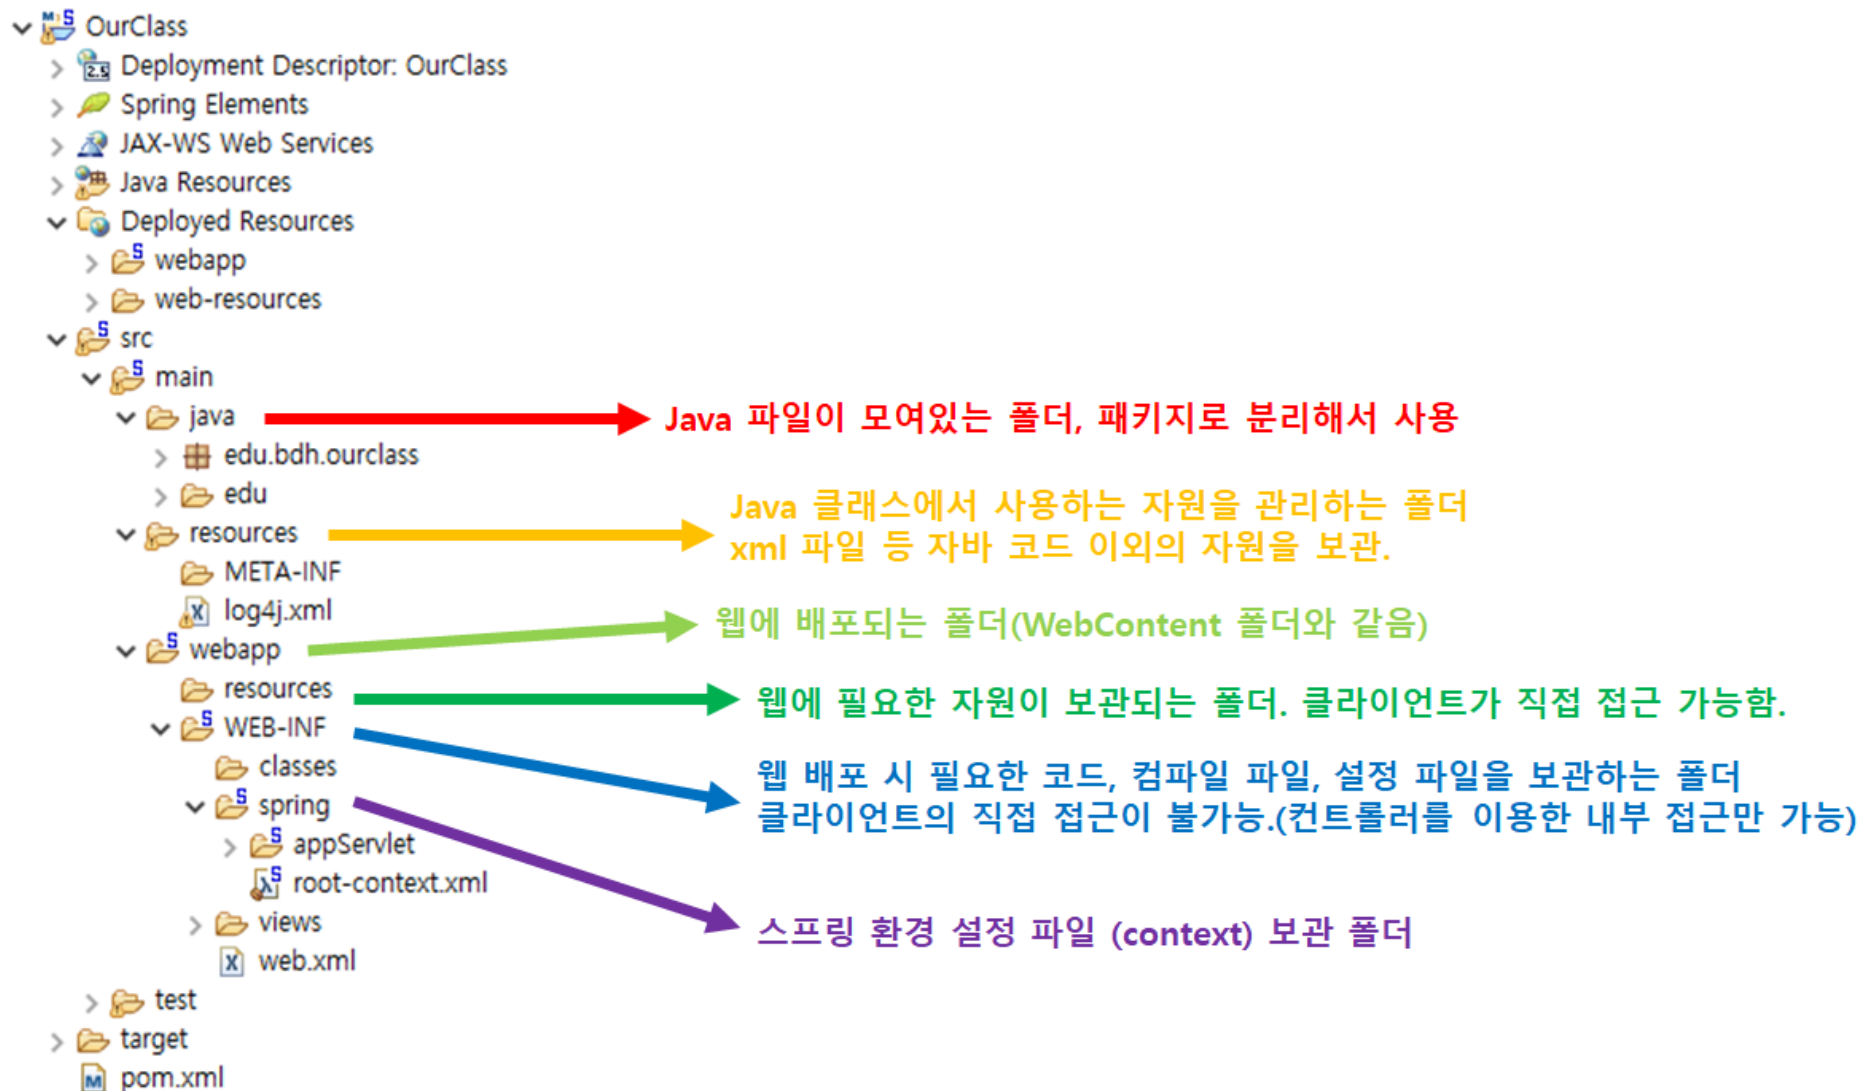 OurClass
Deployment Descriptor: OurClass
Spring Elements
JAX-WS Web Services
Java Resources
Deployed Resources
webapp
web-resources
src
main
java
Java 파일이 모여있는 폴더, 패키지로 분리해서 사용
edu.bdh.ourclass
edu
Java 클래스에서 사용하는 자원을 관리하는 폴더
resources
xml 파일 등 자바 코드 이외의 자원을 보관.
META-INF
log4j.xml
웹에 배포되는 폴더(WebContent 폴더와 같음)
webapp
resources
웹에 필요한 자원이 보관되는 폴더. 클라이언트가 직접 접근 가능함.
WEB-INF
classes
웹 배포 시 필요한 코드, 컴파일 파일, 설정 파일을 보관하는 폴더
spring
클라이언트의 직접 접근이 불가능.(컨트롤러를 이용한 내부 접근만 가능)
appServlet
root-context.xml
views
스프링 환경 설정 파일 (context) 보관 폴더
web.xml
test
target
pom.xml